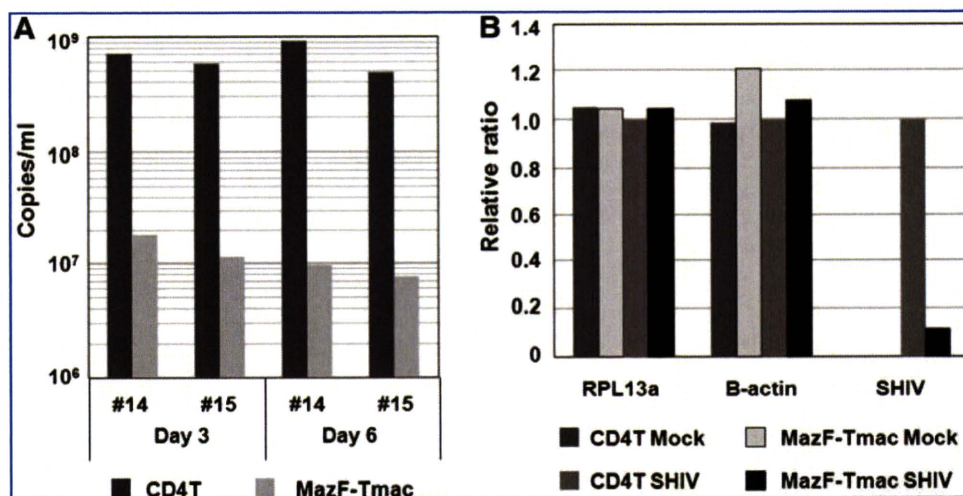 A
Copies/ml
10⁹
10⁸
10⁷
10⁶
#14 #15 #14 #15
Day 3 Day 6
CD4T MazF-Tmac
B
Relative ratio
1.4
1.2
1.0
0.8
0.6
0.4
0.2
0
RPL13a B-actin SHIV
CD4T Mock MazF-Tmac Mock
CD4T SHIV MazF-Tmac SHIV